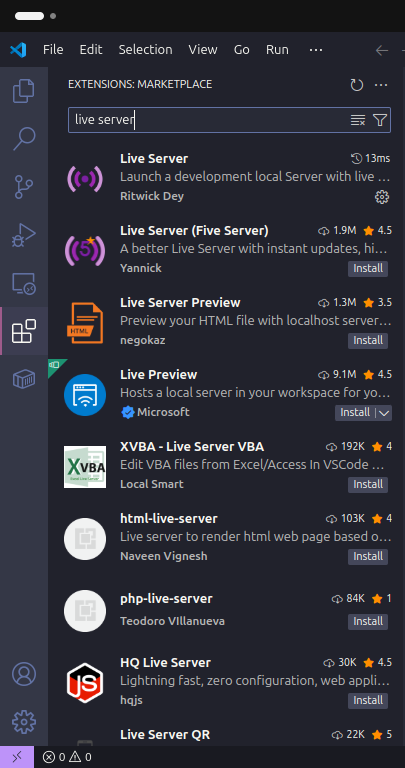 File Edit Selection View Go Run ...
EXTENSIONS: MARKETPLACE
live server
Live Server 13ms
Launch a development local Server with live ...
Ritwick Dey
Live Server (Five Server) 1.9M 4.5
A better Live Server with instant updates, hi...
Yannick Install
Live Server Preview 1.3M 3.5
Preview your HTML file with localhost server...
negokaz Install
HTML
Live Preview 9.1M 4.5
Hosts a local server in your workspace for yo...
Microsoft Install
XVBA - Live Server VBA 192K 4
Edit VBA files from Excel/Access In VSCode ...
Local Smart Install
XVBA
html-live-server 103K 4
Live server to render html web page based o...
Naveen Vignesh Install
php-live-server 84K 1
Teodoro VIllanueva Install
HQ Live Server 30K 4.5
Lightning fast, zero configuration, web appli...
hqjs Install
JS
Live Server QR 22K 5
0 0